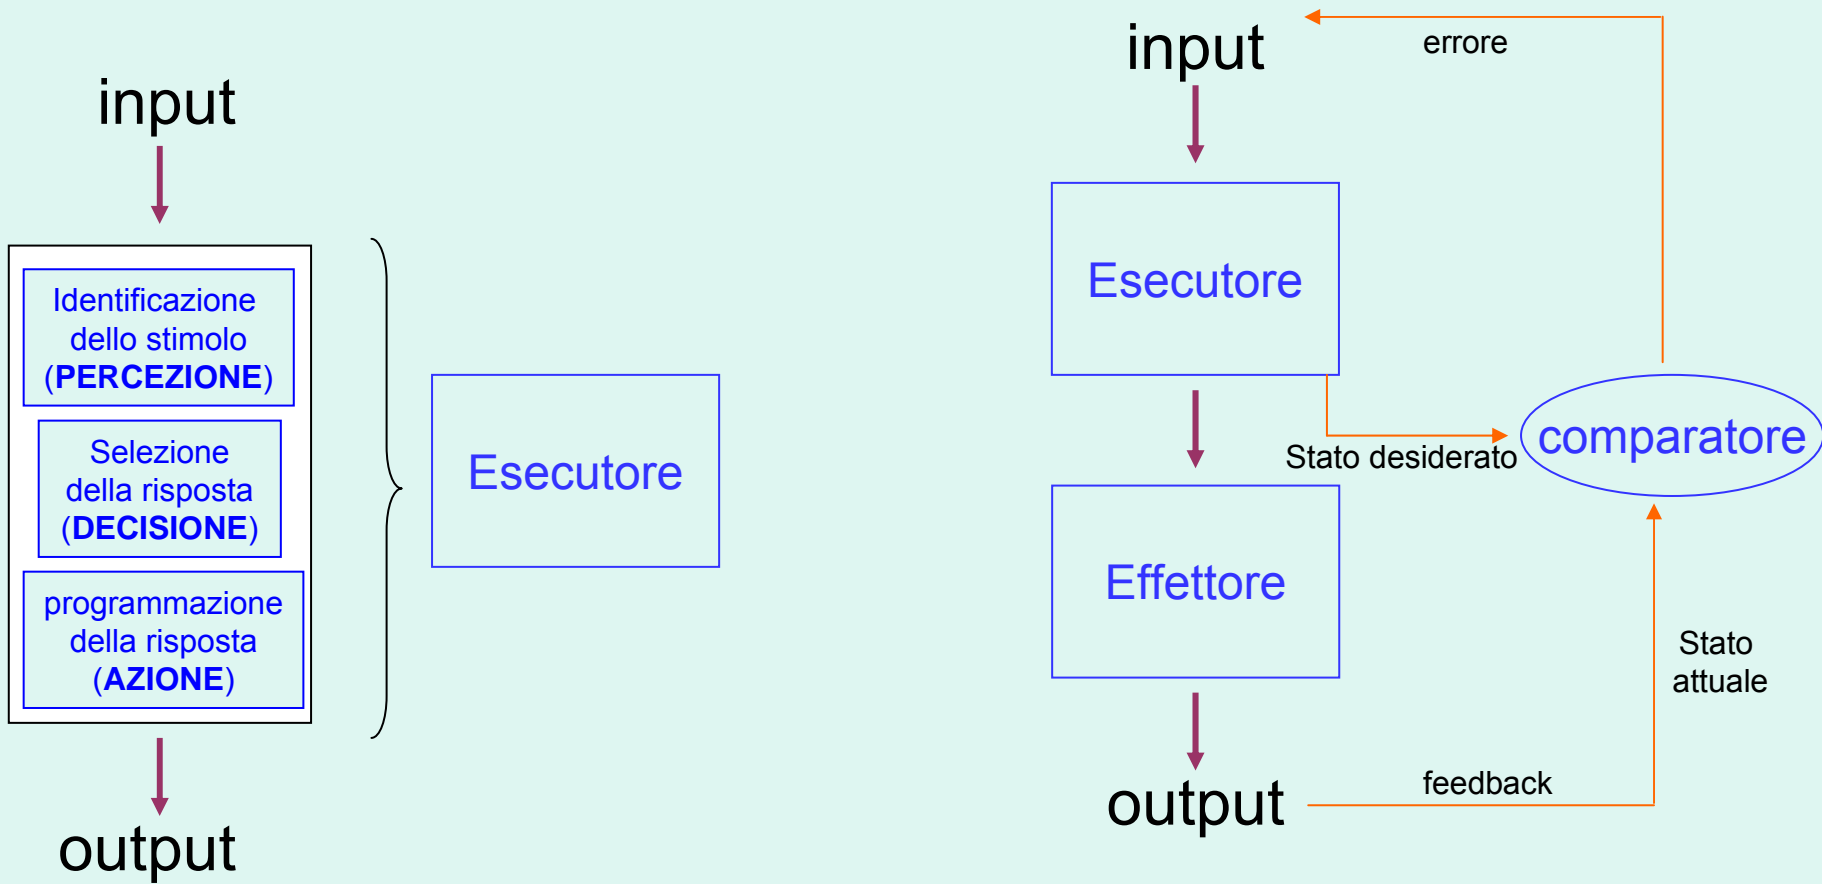 input
Identificazione
dello stimolo
(PERCEZIONE)
Selezione
della risposta
(DECISIONE)
programmazione
della risposta
(AZIONE)
output
Esecutore
input
errore
Esecutore
Stato desiderato
comparatore
Effettore
Stato
attuale
feedback
output